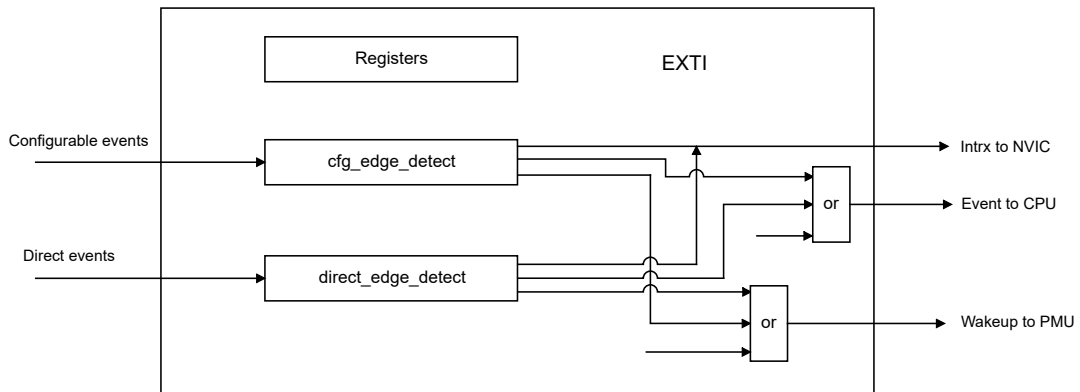 Registers
EXTI
Configurable events
cfg_edge_detect
Intrx to NVIC
or
Event to CPU
Direct events
direct_edge_detect
or
Wakeup to PMU